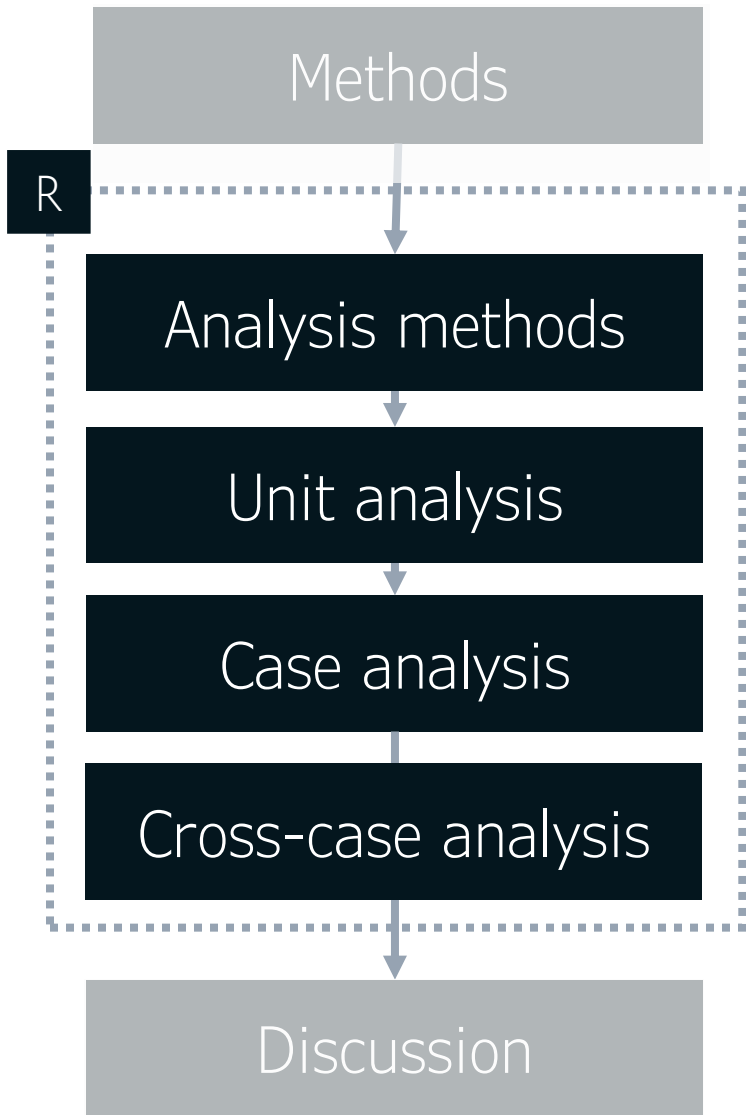 Methods
R
Analysis methods
Unit analysis
Case analysis
Cross-case analysis
Discussion